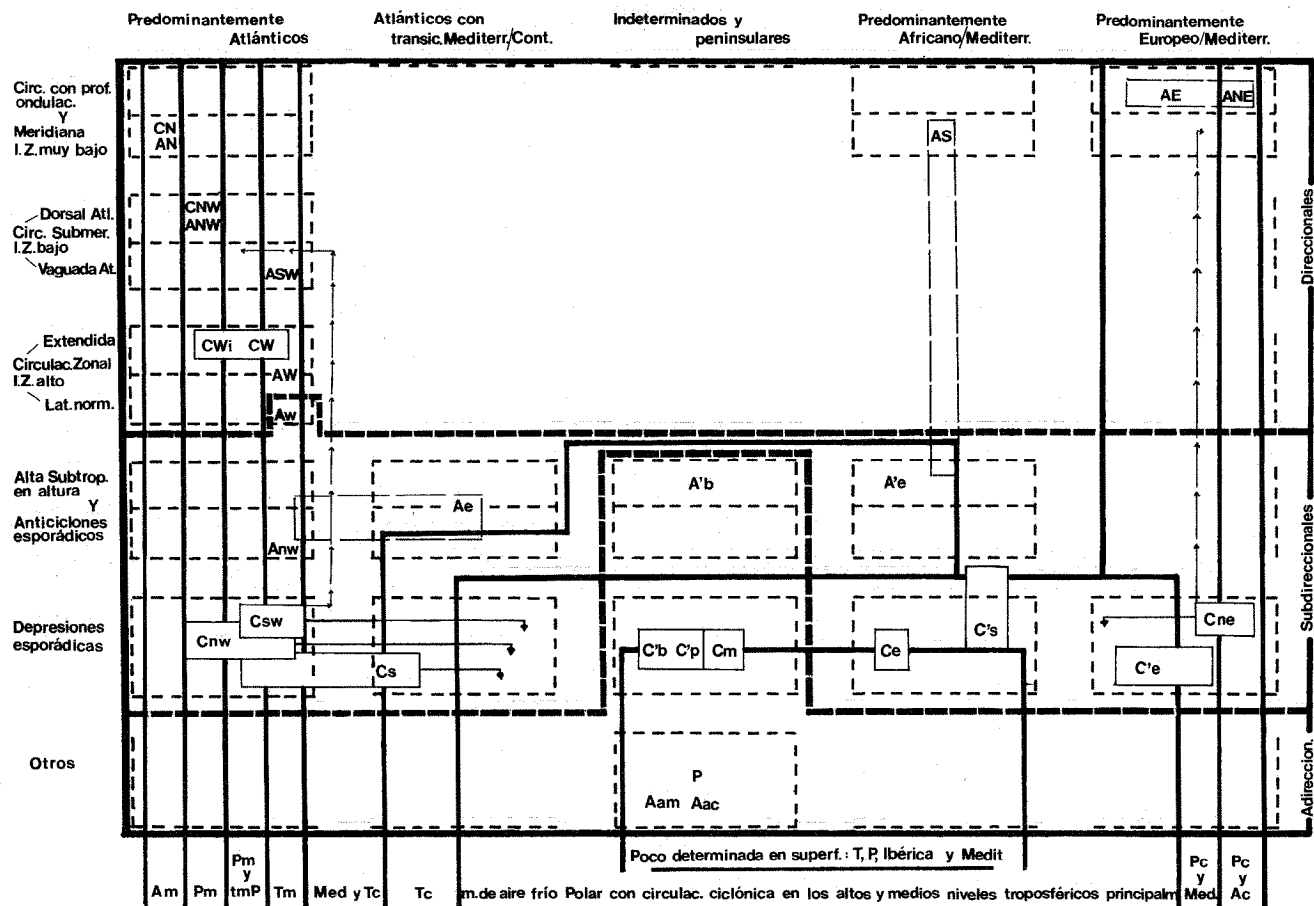 Predominantemente
Atlánticos
Atlánticos con
transic.Mediterr./Cont.
Indeterminados y
peninsulares
Predominantemente
Africano/Mediterr.
Predominantemente
Europeo/Mediterr.
Circ. con prof.
ondulac.
Y
Meridiana
I.Z.muy bajo
CN
AN
AS
AE
ANE
Dorsal Atl.
Circ. Submer.
I.Z.bajo
Vaguada At.
CNW
ANW
ASW
Extendida
Circulac.Zonal
I.Z.alto
Lat.norm.
CWi CW
AW
Aw
Direccionales
Alta Subtrop.
en altura
Y
Anticiclones
esporádicos
Ae
Anw
A'b
A'e
Depresiones
esporádicas
Csw
Cnw
Cs
C'b C'p
Cm
Ce
C's
Cne
C'e
Subdireccionales
Otros
P
Aam Aac
Adireccion.
Poco determinada en superf.: T, P, Ibérica y Medit
Am
Pm
Pm
y
tmP
Tm
Med y Tc
Tc
m.de aire frío Polar con circulac. ciclónica en los altos y medios niveles troposféricos principalm
Pc
y
Med.
Pc
y
Ac